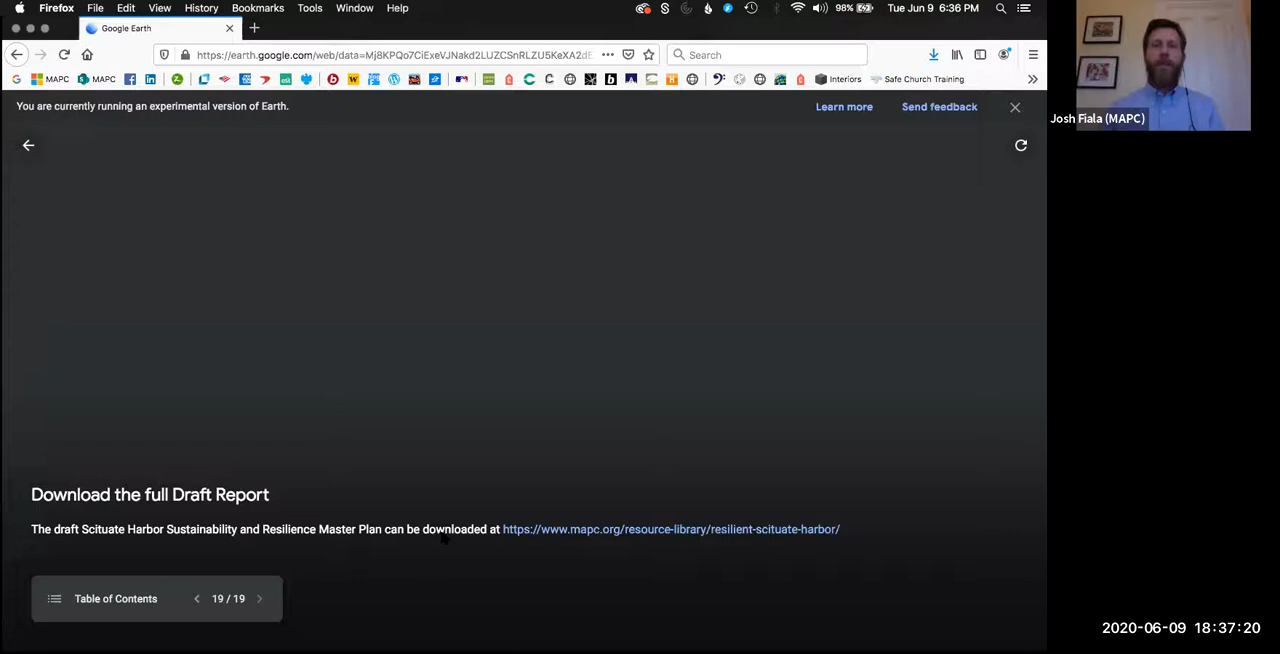 Firefox File Edit View History Bookmarks Tools Window Help 98% Tue Jun 9 6:36 PM
Google Earth
https://earth.google.com/web/data=Mj8KPQo7CiExeVJNakd2LUZCSnRLZU5KeXA2dE Search
MAPC MAPC Interiors Safe Church Training
You are currently running an experimental version of Earth. Learn more Send feedback
Josh Fiala (MAPC)
Download the full Draft Report
The draft Scituate Harbor Sustainability and Resilience Master Plan can be downloaded at https://www.mapc.org/resource-library/resilient-scituate-harbor/
Table of Contents 19 / 19
2020-06-09 18:37:20